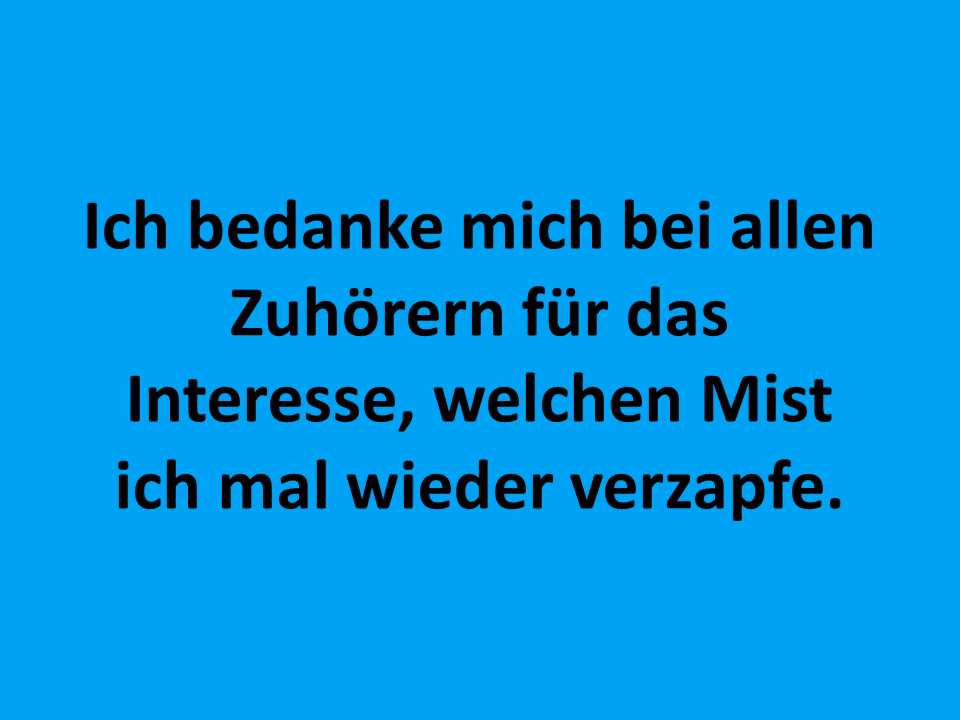 Ich bedanke mich bei allen
Zuhörern für das
Interesse, welchen Mist
ich mal wieder verzapfe.